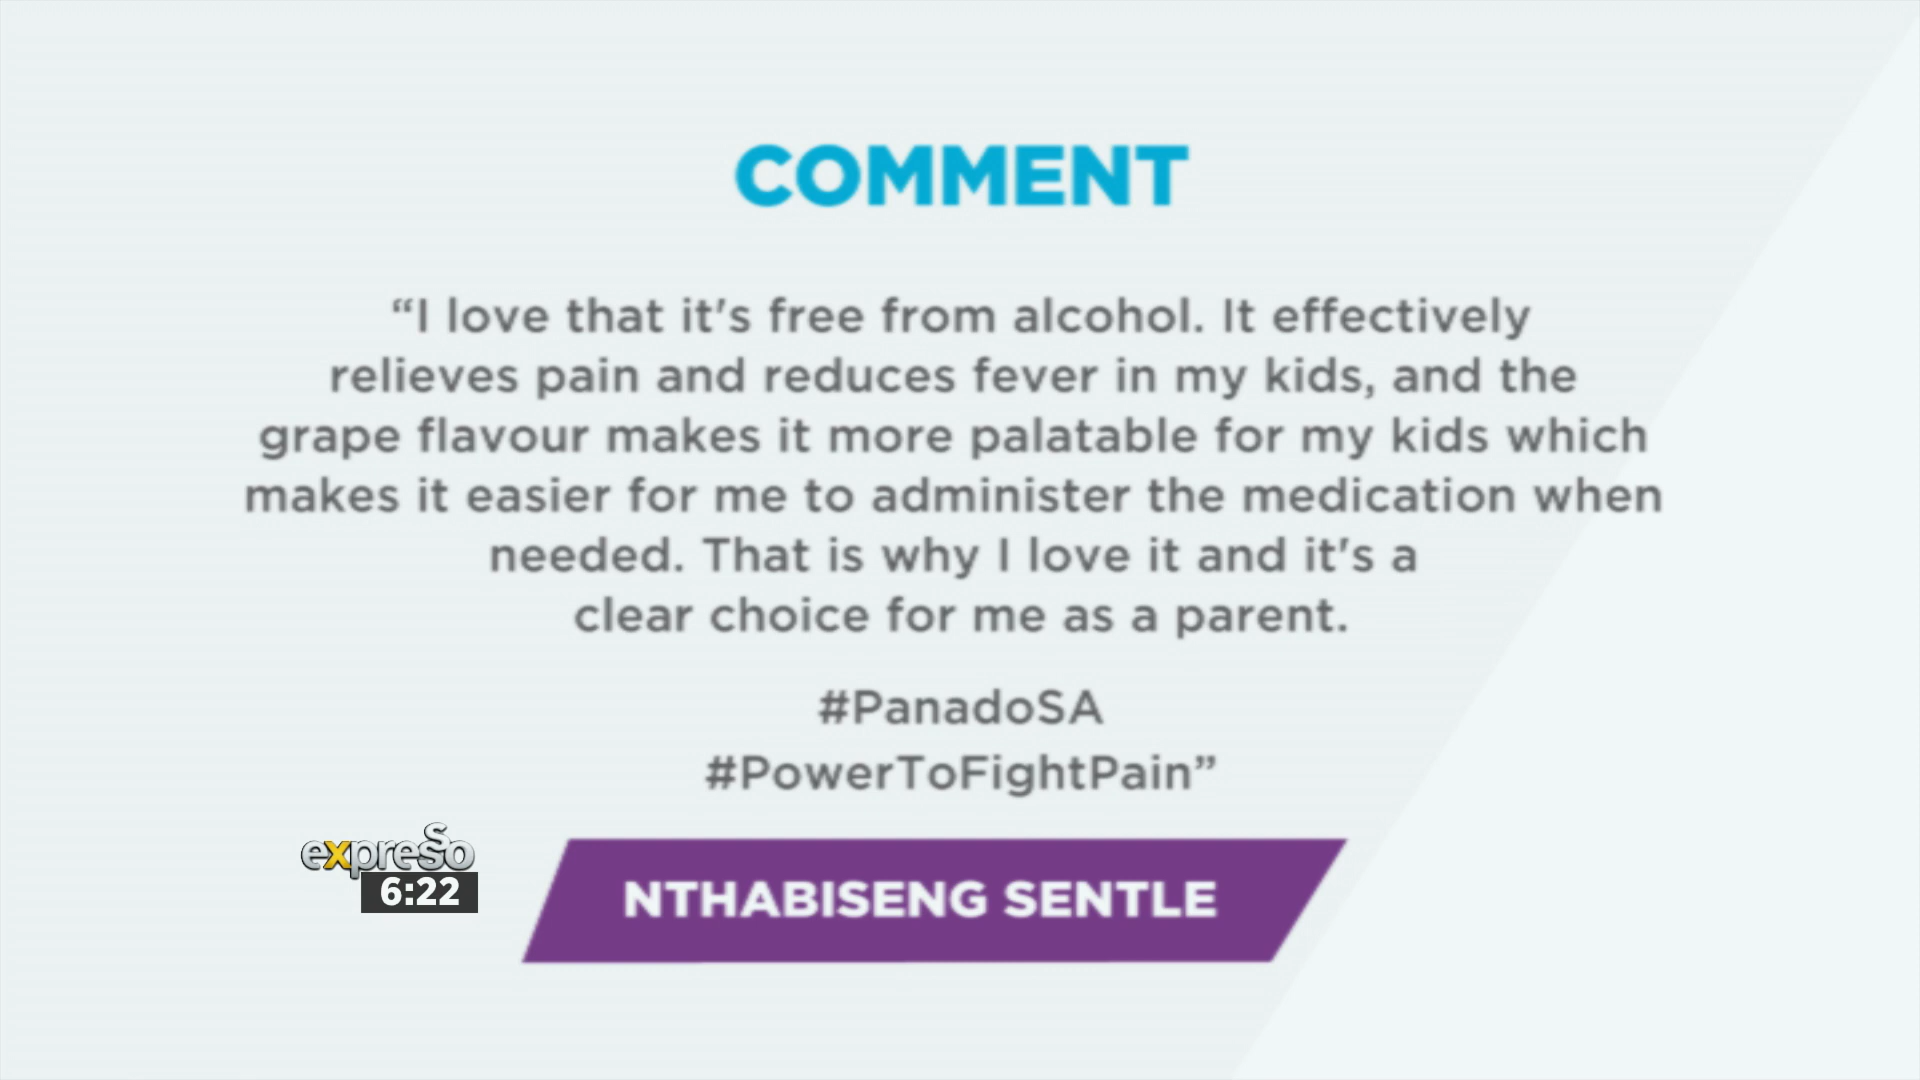 COMMENT
“I love that it's free from alcohol. It effectively
relieves pain and reduces fever in my kids, and the
grape flavour makes it more palatable for my kids which
makes it easier for me to administer the medication when
needed. That is why I love it and it's a
clear choice for me as a parent.
#PanadoSA
#PowerToFightPain”
expresso
6:22
NTHABISENG SENTLE